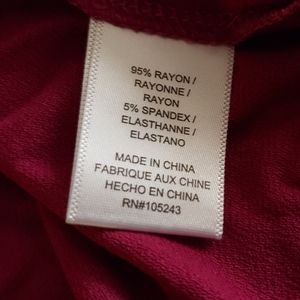 95% RAYON /
RAYONNE /
RAYON
5% SPANDEX /
ELASTHANNE /
ELASTANO
MADE IN CHINA
FABRIQUE AUX CHINE
HECHO EN CHINA
RN#105243